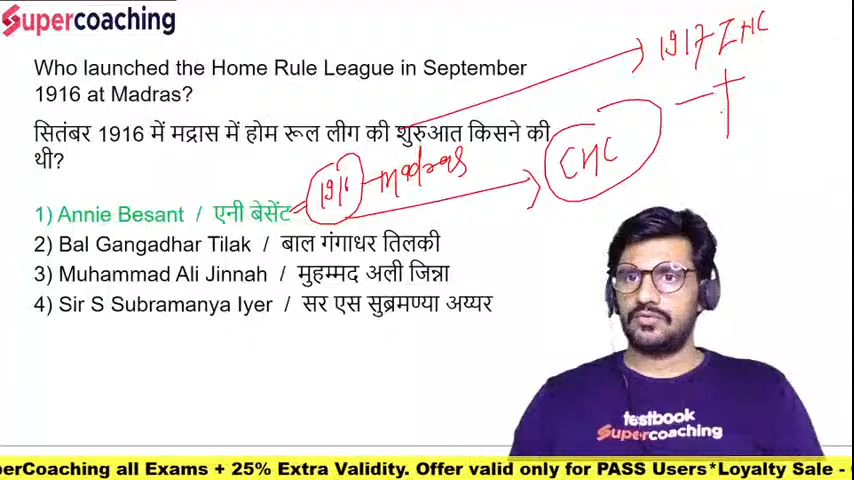 Supercoaching
Who launched the Home Rule League in September
1916 at Madras?
सितंबर 1916 में मद्रास में होम रूल लीग की शुरुआत किसने की
थी?
1) Annie Besant / एनी बेसेंट
2) Bal Gangadhar Tilak / बाल गंगाधर तिलकी
3) Muhammad Ali Jinnah / मुहम्मद अली जिन्ना
4) Sir S Subramanya Iyer / सर एस सुब्रमण्या अय्यर
1917 INC
1916 Madras
testbook
Supercoaching
perCoaching all Exams + 25% Extra Validity. Offer valid only for PASS Users*Loyalty Sale -